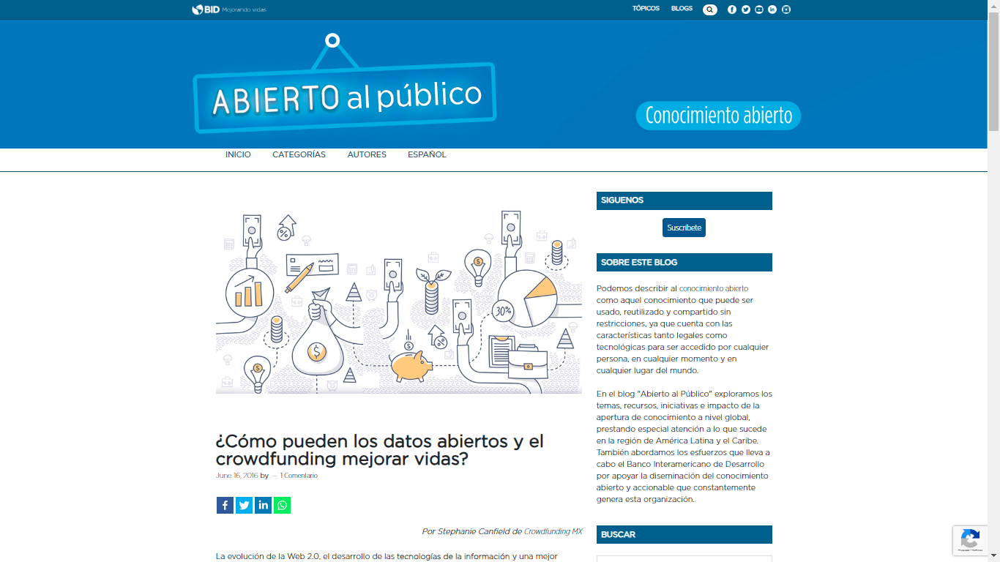 BID Mejorando vidas
TÓPICOS BLOGS
ABIERTO al público
Conocimiento abierto
INICIO CATEGORÍAS AUTORES ESPAÑOL
30%
¿Cómo pueden los datos abiertos y el
crowdfunding mejorar vidas?
June 16, 2016 by — 1 Comentario
Por Stephanie Canfield de Crowdfunding MX
La evolución de la Web 2.0, el desarrollo de las tecnologías de la información y una mejor
SIGUENOS
Suscríbete
SOBRE ESTE BLOG
Podemos describir al conocimiento abierto
como aquel conocimiento que puede ser
usado, reutilizado y compartido sin
restricciones, ya que cuenta con las
características tanto legales como
tecnológicas para ser accedido por cualquier
persona, en cualquier momento y en
cualquier lugar del mundo.
En el blog "Abierto al Público" exploramos los
temas, recursos, iniciativas e impacto de la
apertura de conocimiento a nivel global,
prestando especial atención a lo que sucede
en la región de América Latina y el Caribe.
También abordamos los esfuerzos que lleva a
cabo el Banco Interamericano de Desarrollo
por apoyar la diseminación del conocimiento
abierto y accionable que constantemente
genera esta organización.
BUSCAR